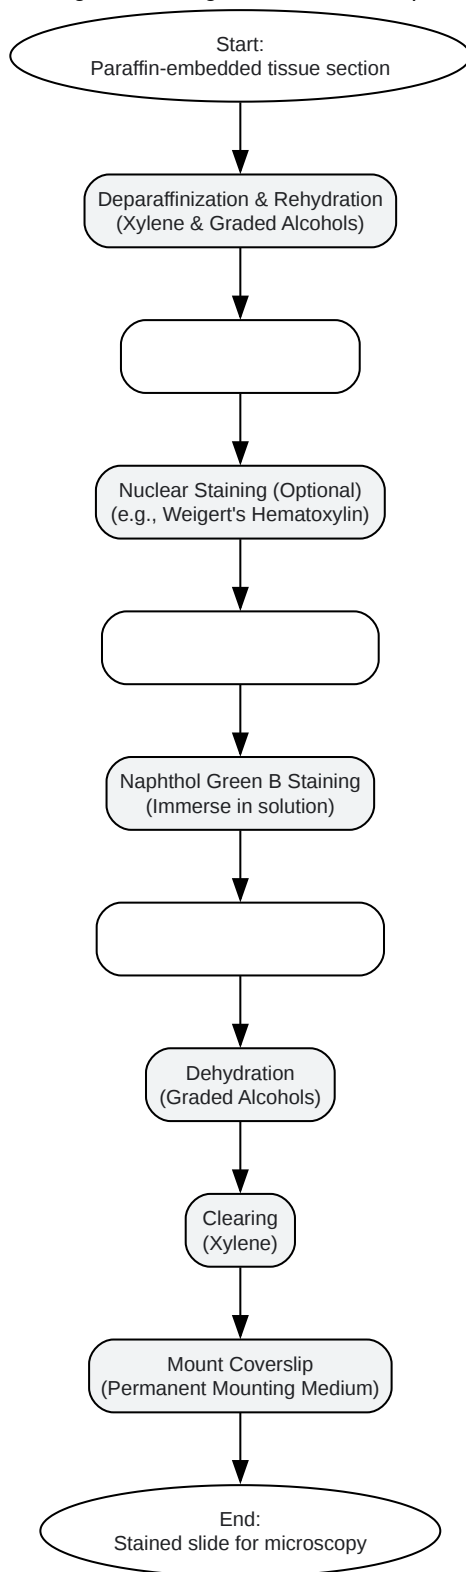 Start:
Paraffin-embedded tissue section
Deparaffinization & Rehydration
(Xylene & Graded Alcohols)
Nuclear Staining (Optional)
(e.g., Weigert's Hematoxylin)
Naphthol Green B Staining
(Immerse in solution)
Dehydration
(Graded Alcohols)
Clearing
(Xylene)
Mount Coverslip
(Permanent Mounting Medium)
End:
Stained slide for microscopy